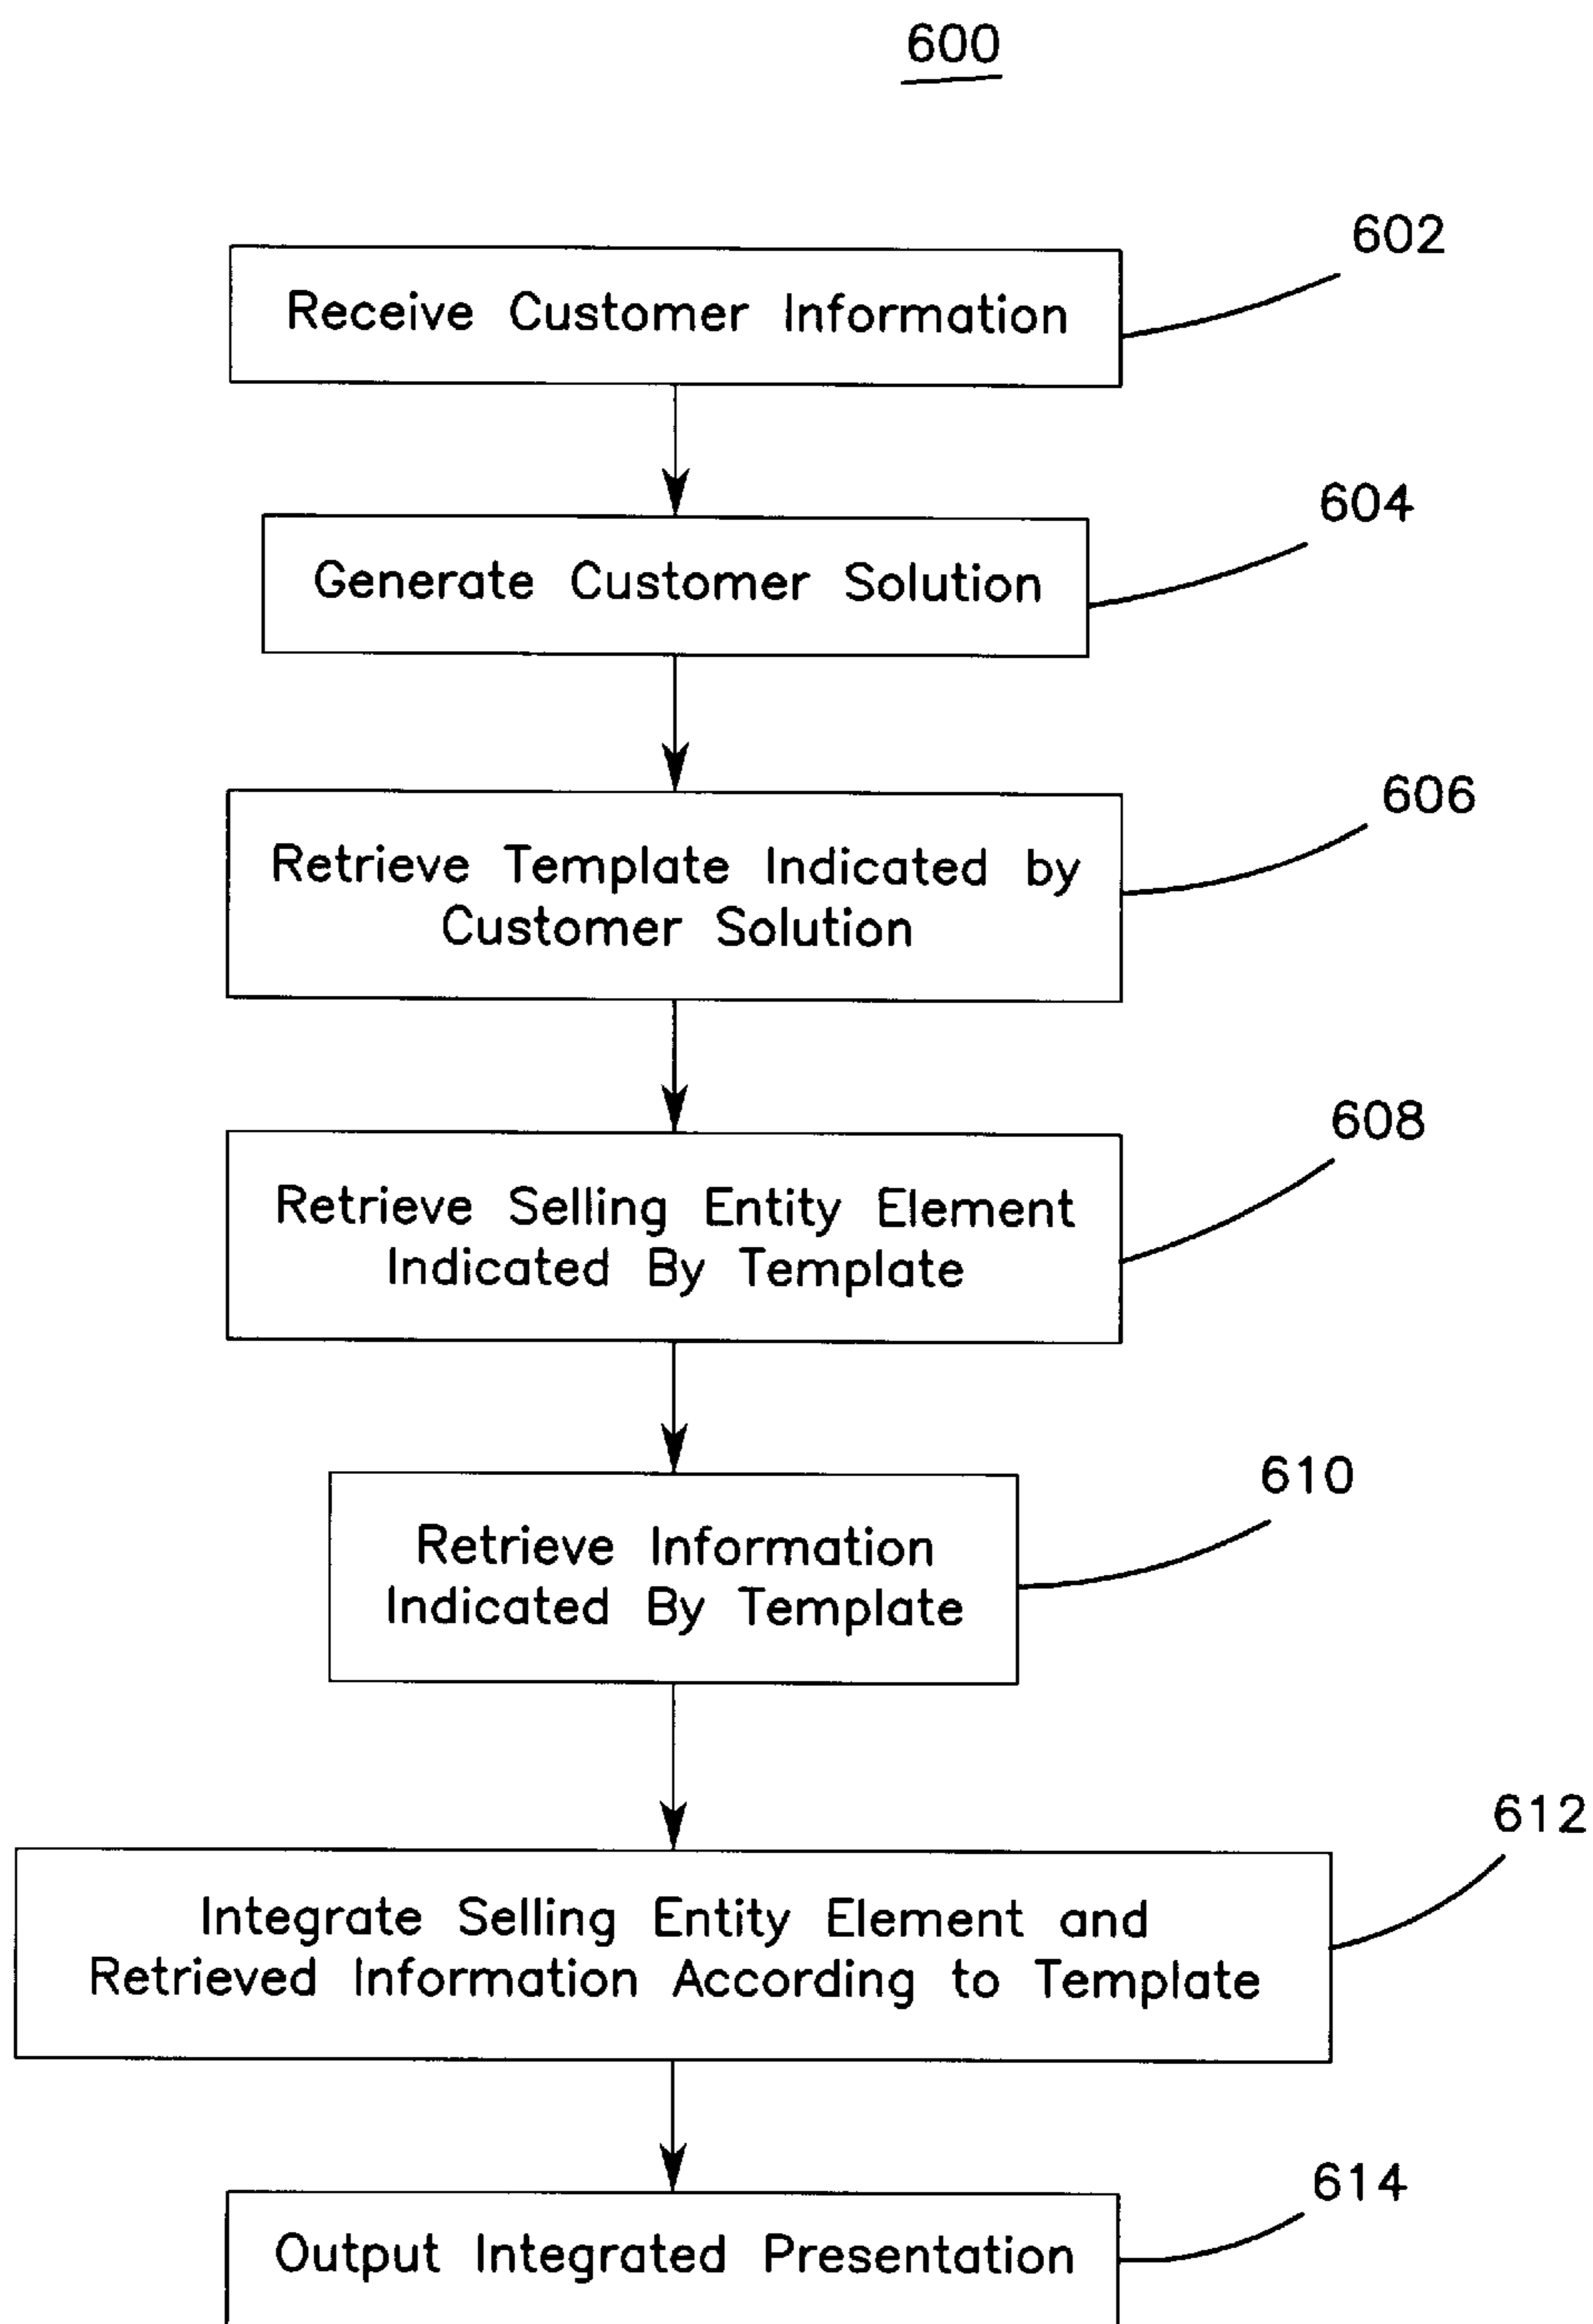 600
602
Receive Customer Information
604
Generate Customer Solution
606
Retrieve Template Indicated by
Customer Solution
608
Retrieve Selling Entity Element
Indicated By Template
610
Retrieve Information
Indicated By Template
612
Integrate Selling Entity Element and
Retrieved Information According to Template
614
Output Integrated Presentation